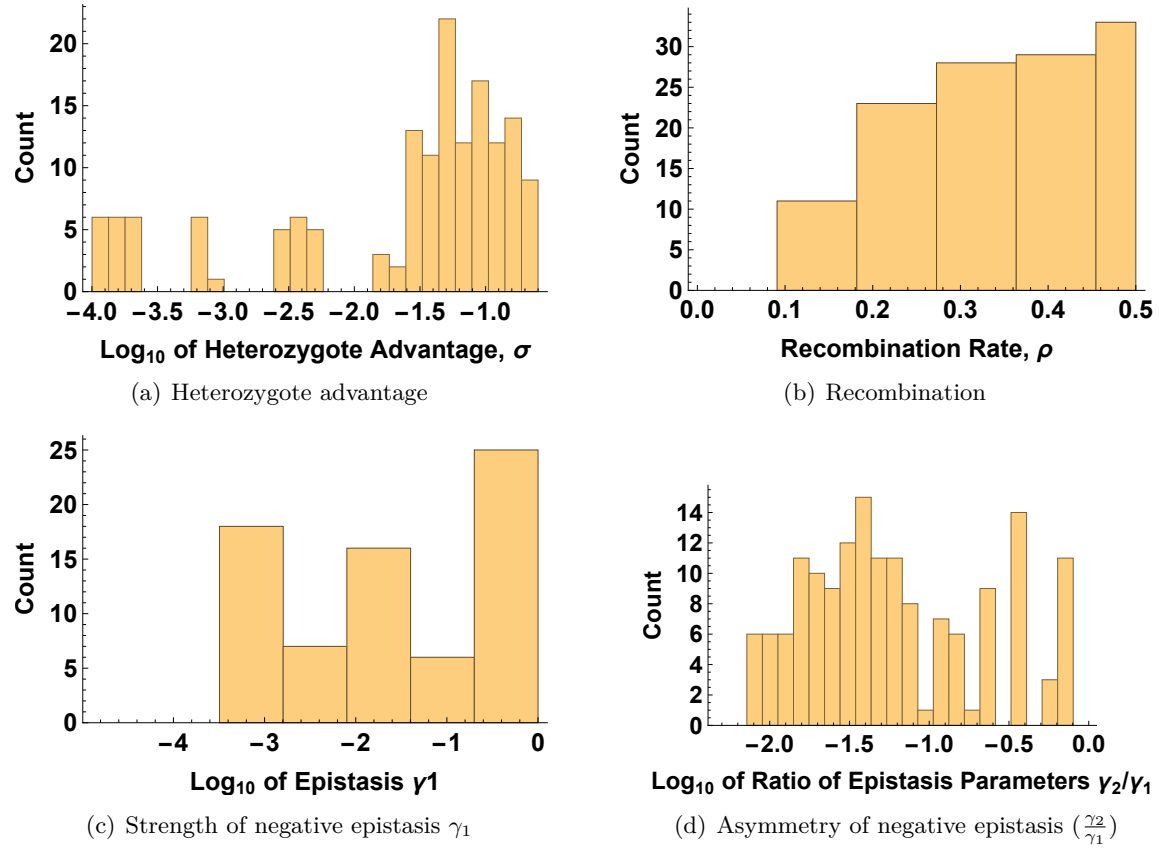 20
15
10
5
0
Count
−4.0 −3.5 −3.0 −2.5 −2.0 −1.5 −1.0
Log10 of Heterozygote Advantage, σ
(a) Heterozygote advantage
30
25
20
15
10
5
0
Count
0.0 0.1 0.2 0.3 0.4 0.5
Recombination Rate, ρ
(b) Recombination
25
20
15
10
5
0
Count
−4 −3 −2 −1 0
Log10 of Epistasis γ1
(c) Strength of negative epistasis γ1
14
12
10
8
6
4
2
0
Count
−2.0 −1.5 −1.0 −0.5 0.0
Log10 of Ratio of Epistasis Parameters γ2/γ1
(d) Asymmetry of negative epistasis (γ2/γ1)